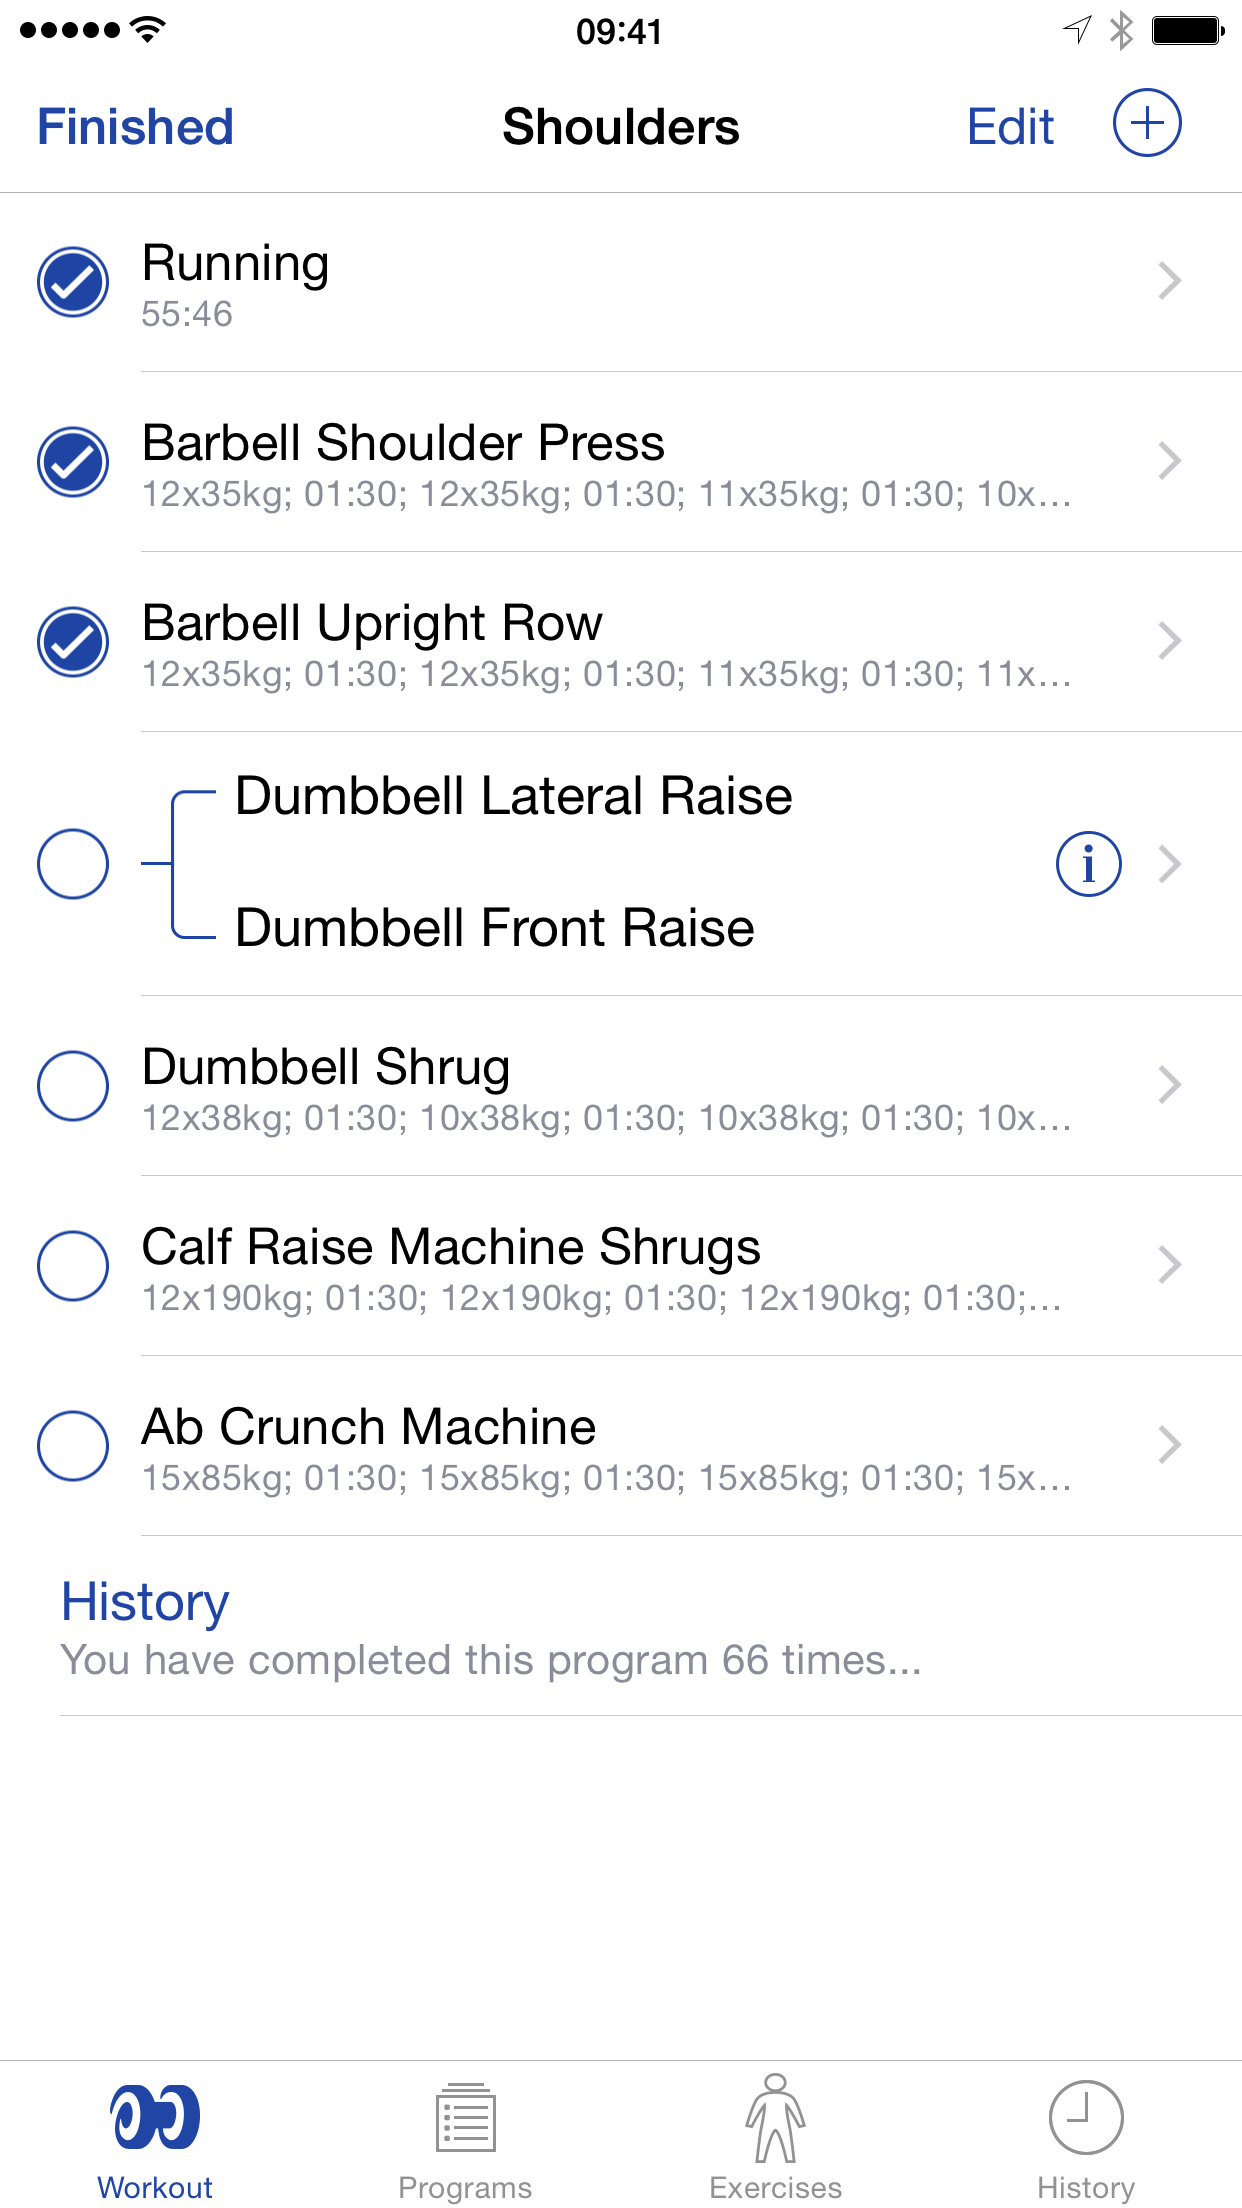 09:41
Finished Shoulders Edit
Running
55:46
Barbell Shoulder Press
12x35kg; 01:30; 12x35kg; 01:30; 11x35kg; 01:30; 10x...
Barbell Upright Row
12x35kg; 01:30; 12x35kg; 01:30; 11x35kg; 01:30; 11x...
Dumbbell Lateral Raise
i
Dumbbell Front Raise
Dumbbell Shrug
12x38kg; 01:30; 10x38kg; 01:30; 10x38kg; 01:30; 10x...
Calf Raise Machine Shrugs
12x190kg; 01:30; 12x190kg; 01:30; 12x190kg; 01:30;...
Ab Crunch Machine
15x85kg; 01:30; 15x85kg; 01:30; 15x85kg; 01:30; 15x...
History
You have completed this program 66 times...
Workout Programs Exercises History